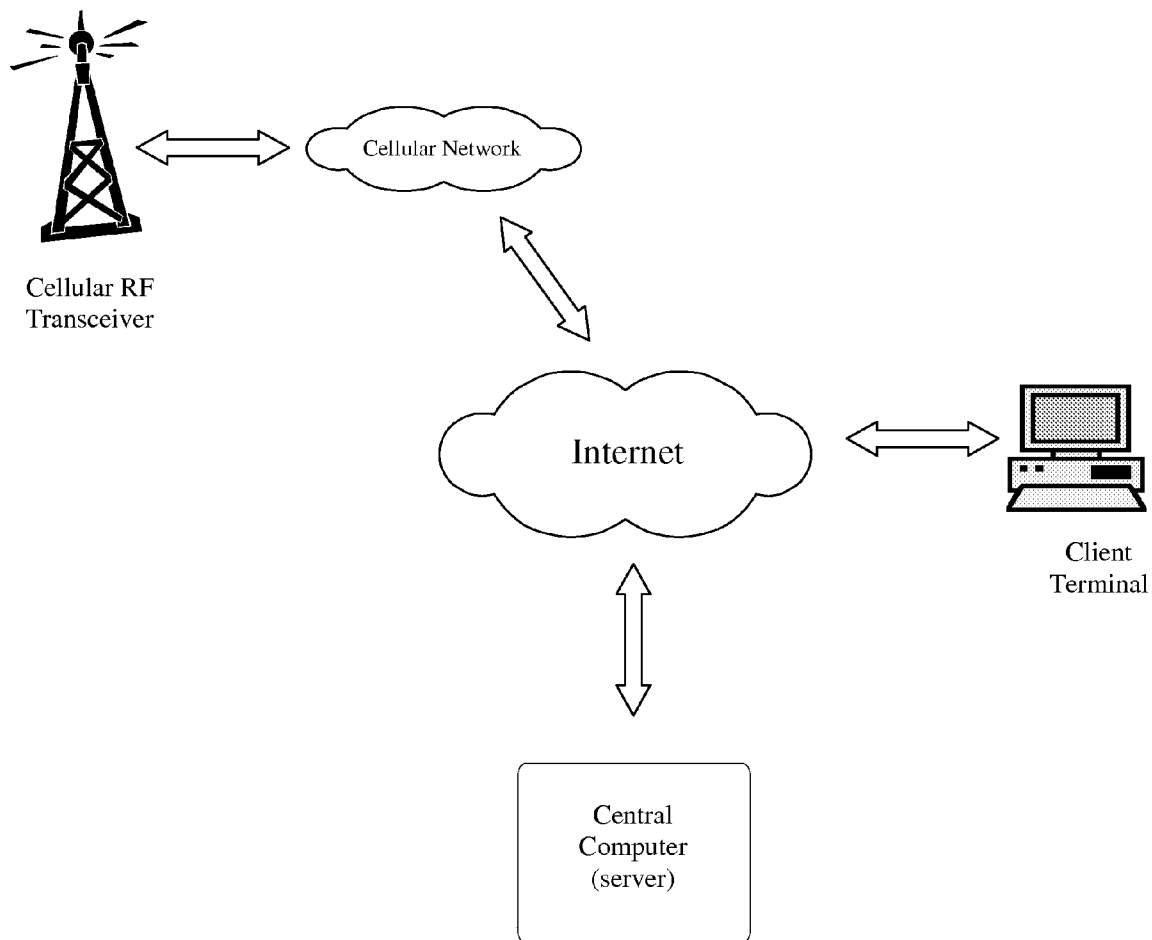 Cellular Network
Cellular RF
Transceiver
Internet
Client
Terminal
Central
Computer
(server)